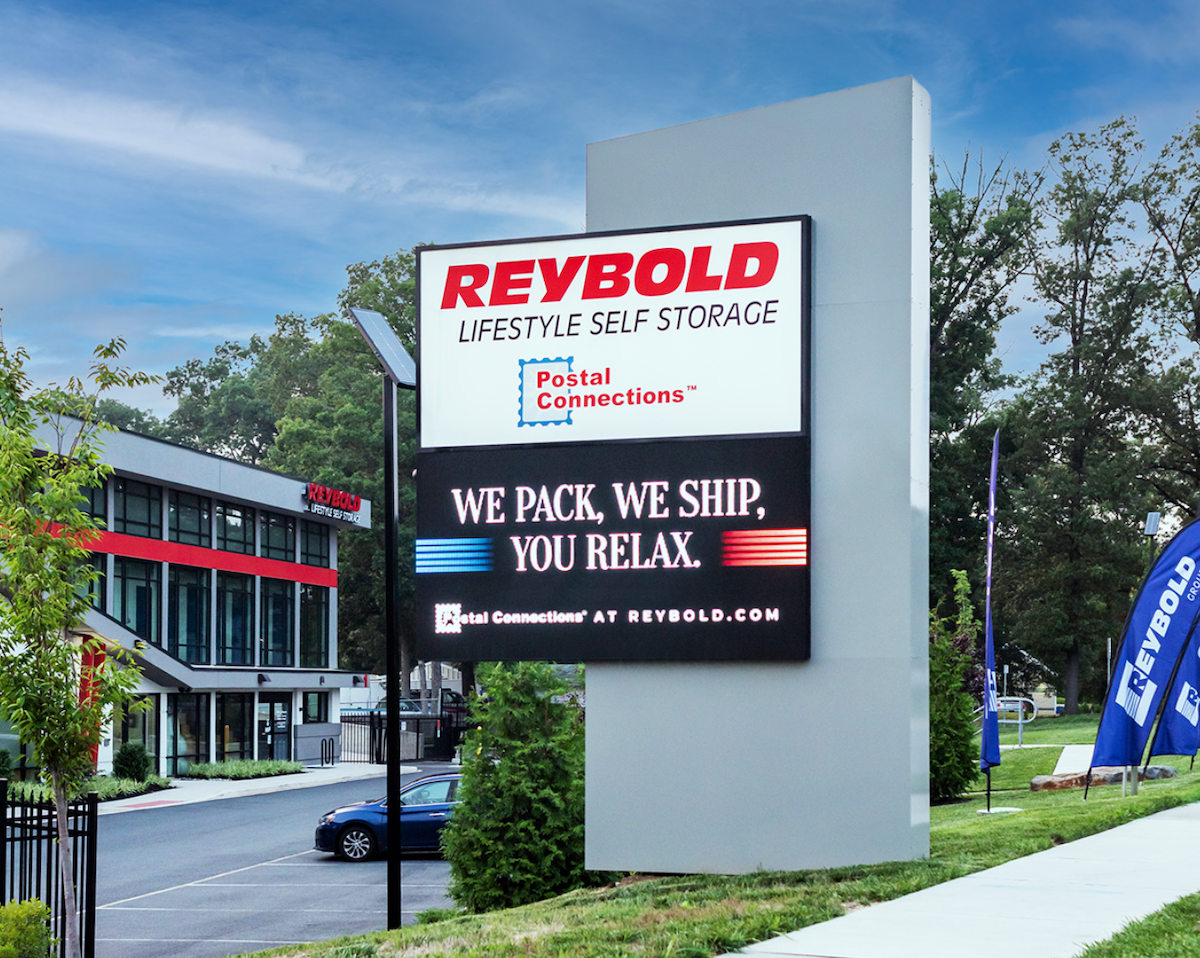 REYBOLD
LIFESTYLE SELF STORAGE
Postal
Connections™
WE PACK, WE SHIP,
YOU RELAX.
Postal Connections® AT REYBOLD.COM
REYBOLD
LIFESTYLE SELF STORAGE
REYBOLD